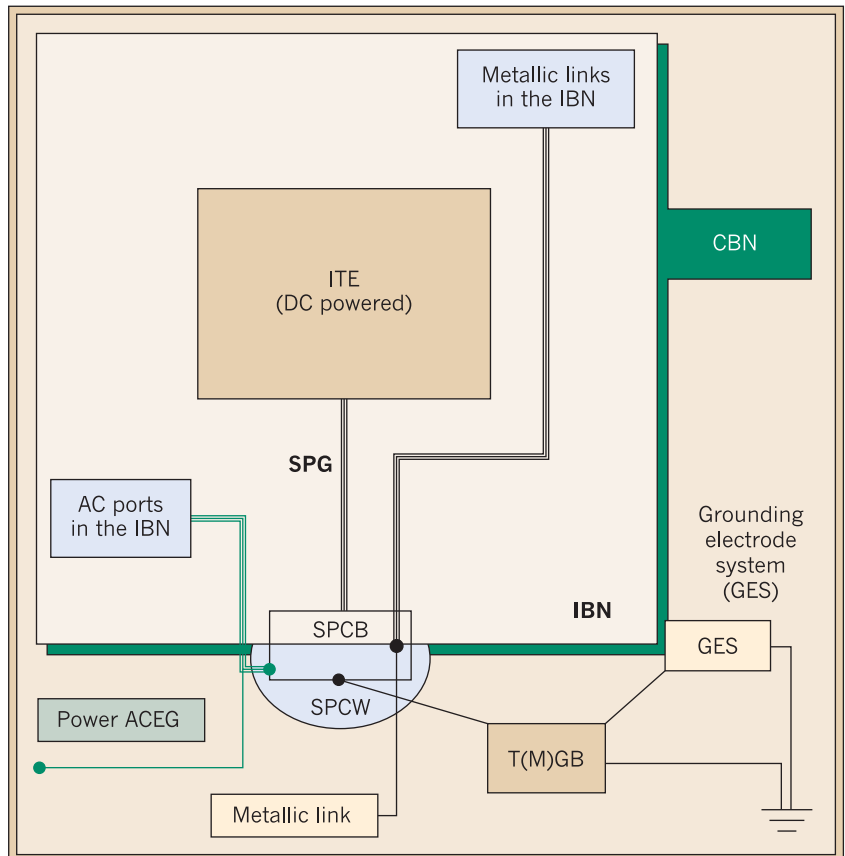 Metallic links
in the IBN
CBN
ITE
(DC powered)
SPG
AC ports
in the IBN
Grounding
electrode
system
(GES)
IBN
SPCB
GES
SPCW
Power ACEG
T(M)GB
Metallic link